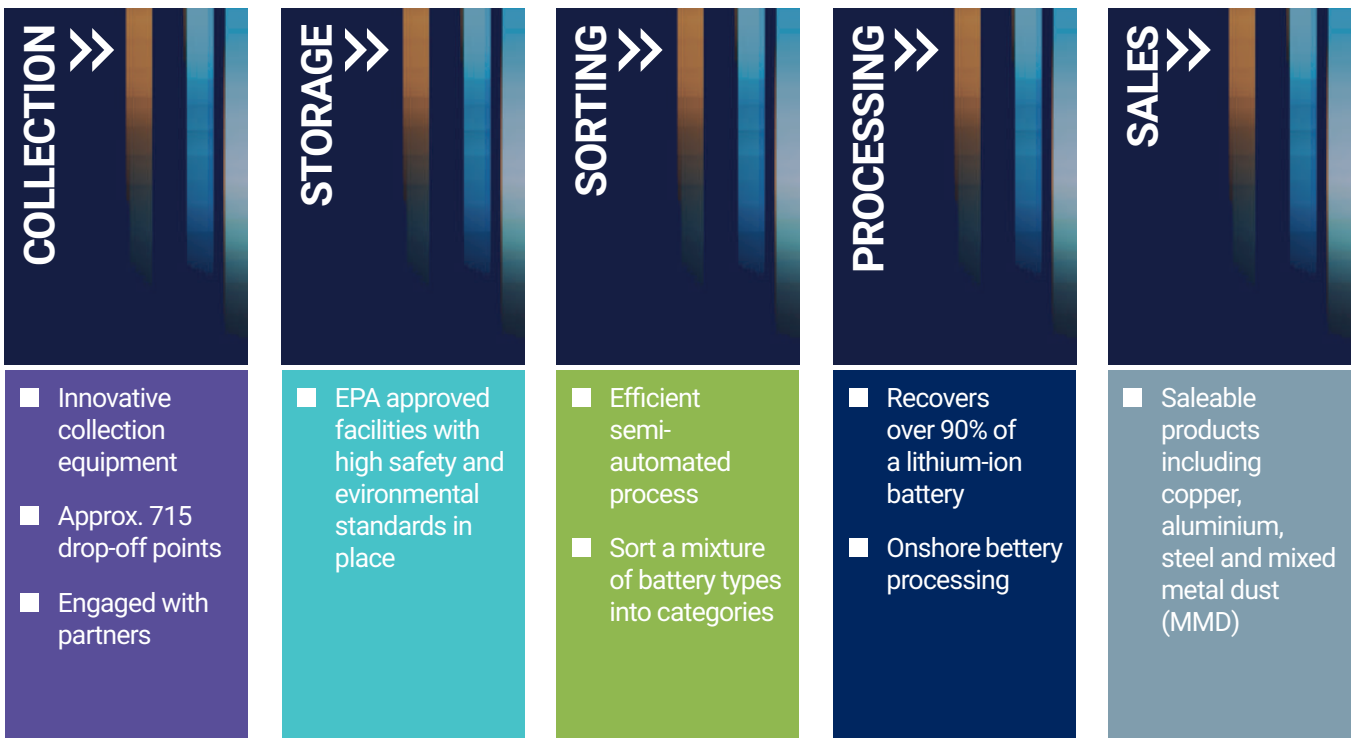 COLLECTION
Innovative
collection
equipment
Approx. 715
drop-off points
Engaged with
partners
STORAGE
EPA approved
facilities with
high safety and
evironmental
standards in
place
SORTING
Efficient
semi-
automated
process
Sort a mixture
of battery types
into categories
PROCESSING
Recovers
over 90% of
a lithium-ion
battery
Onshore bettery
processing
SALES
Saleable
products
including
copper,
aluminium,
steel and mixed
metal dust
(MMD)